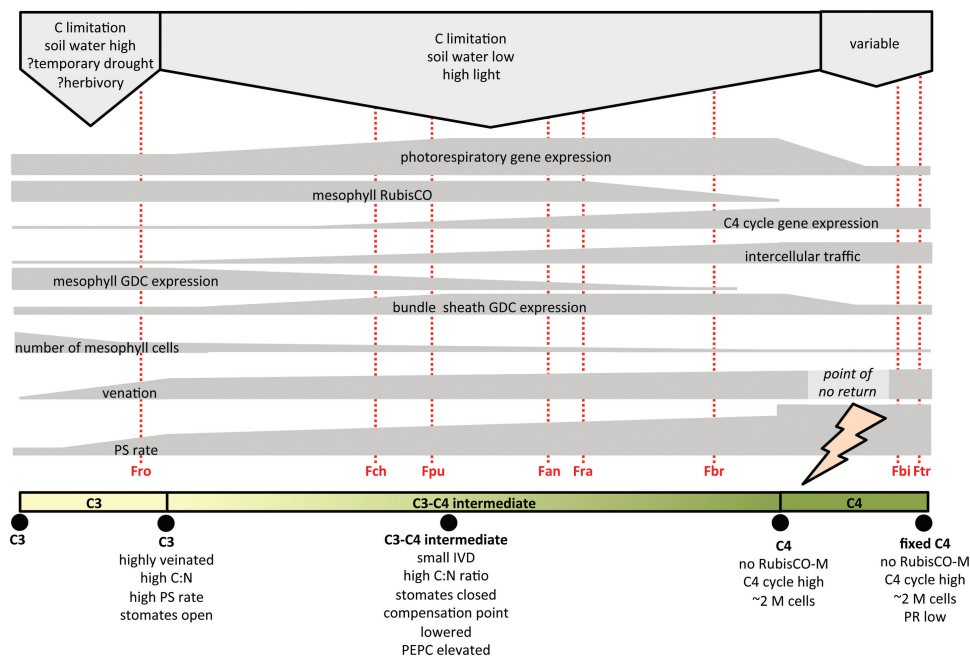 C limitation
soil water high
?temporary drought
?herbivory
C limitation
soil water low
high light
variable
photorespiratory gene expression
mesophyll RubisCO
C4 cycle gene expression
intercellular traffic
mesophyll GDC expression
bundle sheath GDC expression
number of mesophyll cells
venation
point of
no return
PS rate
Fro
Fch
Fpu
Fan
Fra
Fbr
Fbi
Ftr
C3
C3-C4 intermediate
C4
C3
C3
highly veinated
high C:N
high PS rate
stomates open
C3-C4 intermediate
small IVD
high C:N ratio
stomates closed
compensation point
lowered
PEPC elevated
C4
no RubisCO-M
C4 cycle high
~2 M cells
fixed C4
no RubisCO-M
C4 cycle high
~2 M cells
PR low